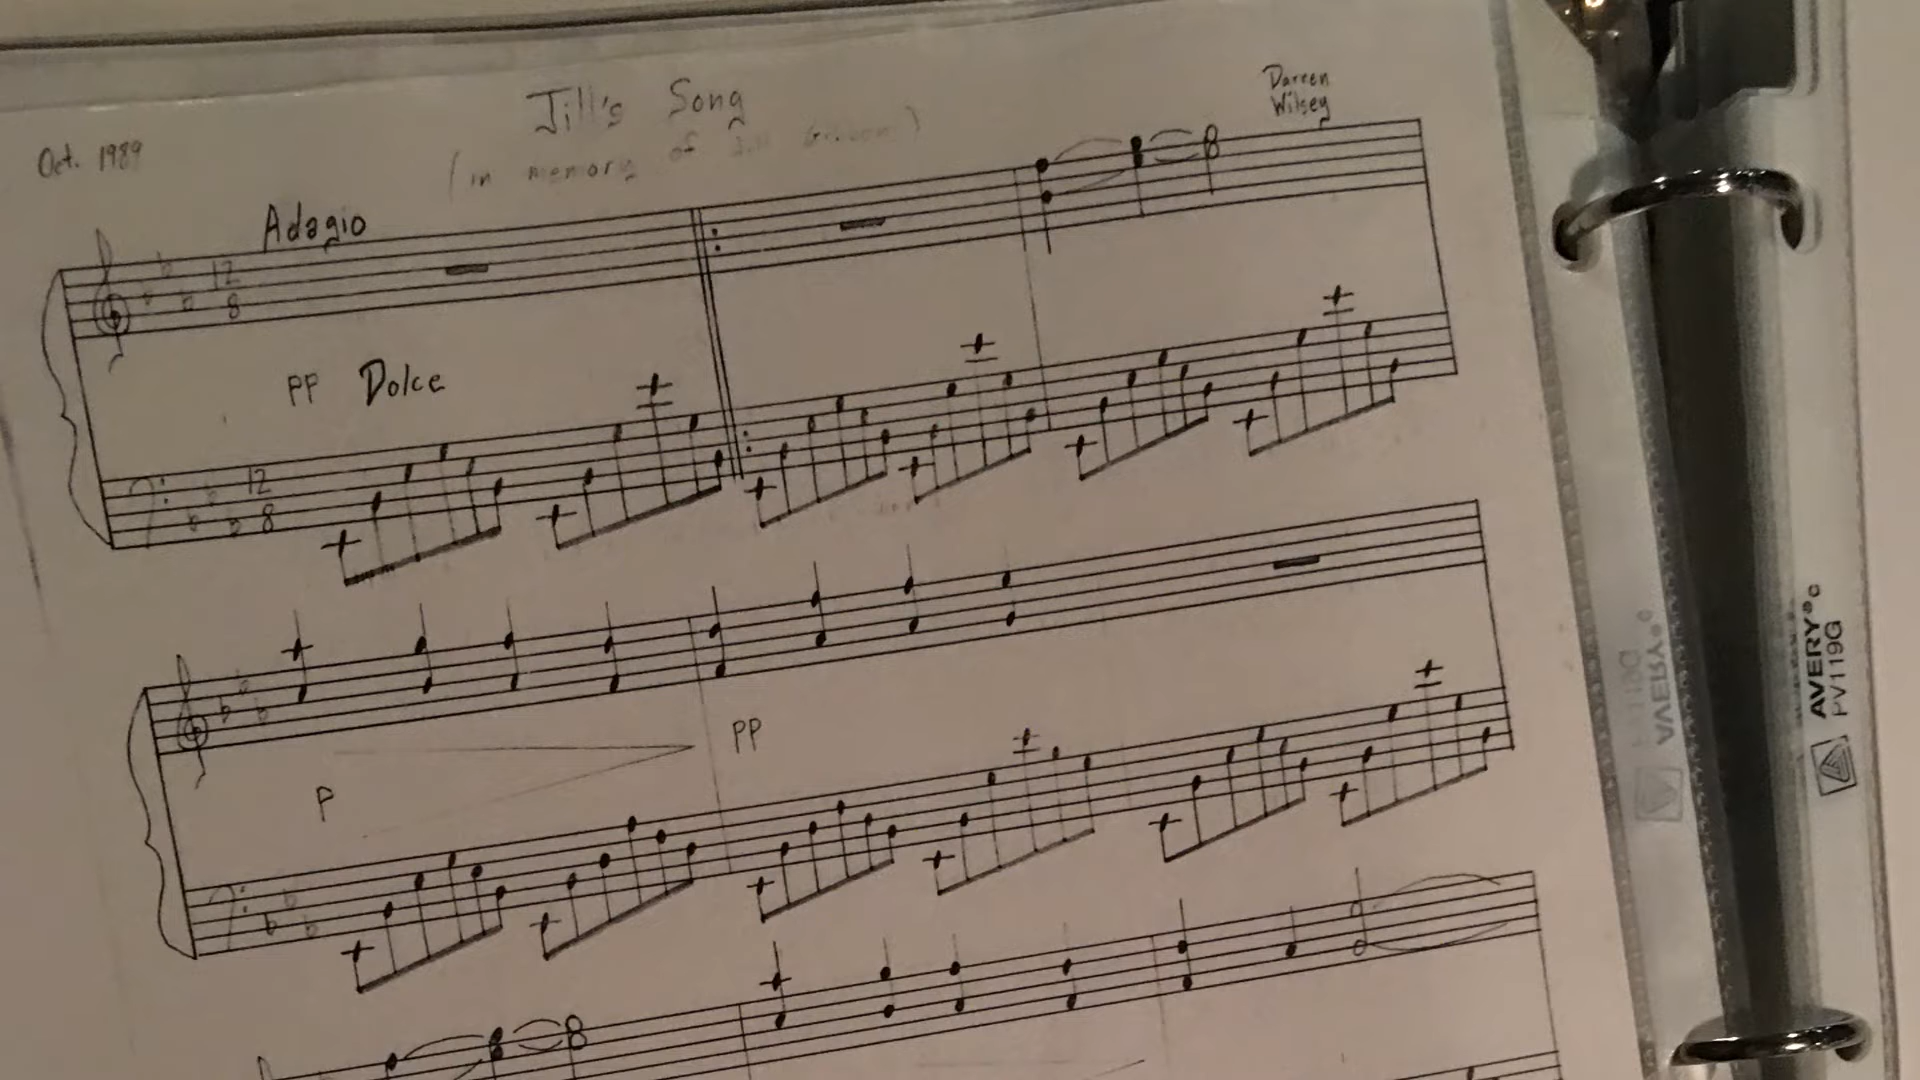 Jill's Song
Darren
Wilsey
Oct. 1989
(in memory of Jill
Adagio
12
8
pp Dolce
12
8
P
PP
AVERY
PV119G